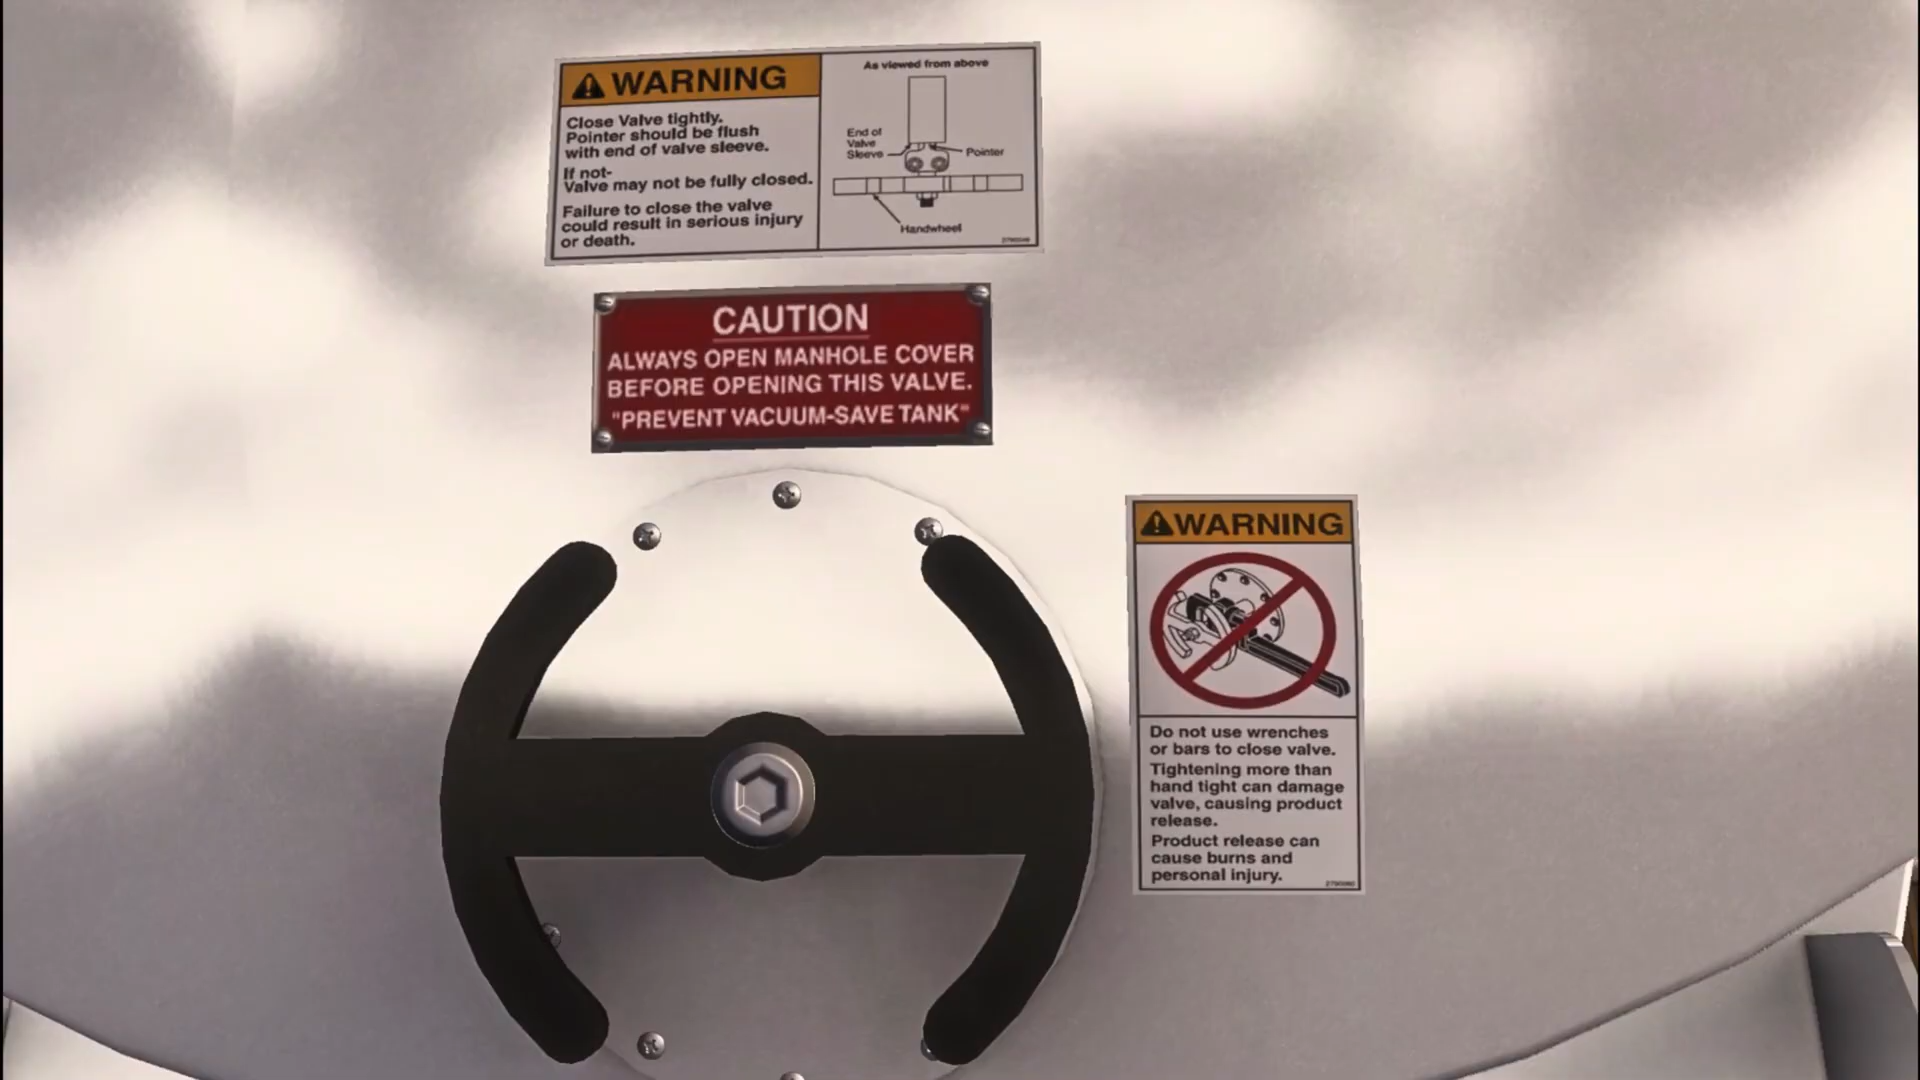 WARNING
Close Valve tightly.
Pointer should be flush
with end of valve sleeve.
If not-
Valve may not be fully closed.
Failure to close the valve
could result in serious injury
or death.
As viewed from above
End of
Valve
Sleeve
Pointer
Handwheel
CAUTION
ALWAYS OPEN MANHOLE COVER
BEFORE OPENING THIS VALVE.
"PREVENT VACUUM-SAVE TANK"
WARNING
Do not use wrenches
or bars to close valve.
Tightening more than
hand tight can damage
valve, causing product
release.
Product release can
cause burns and
personal injury.